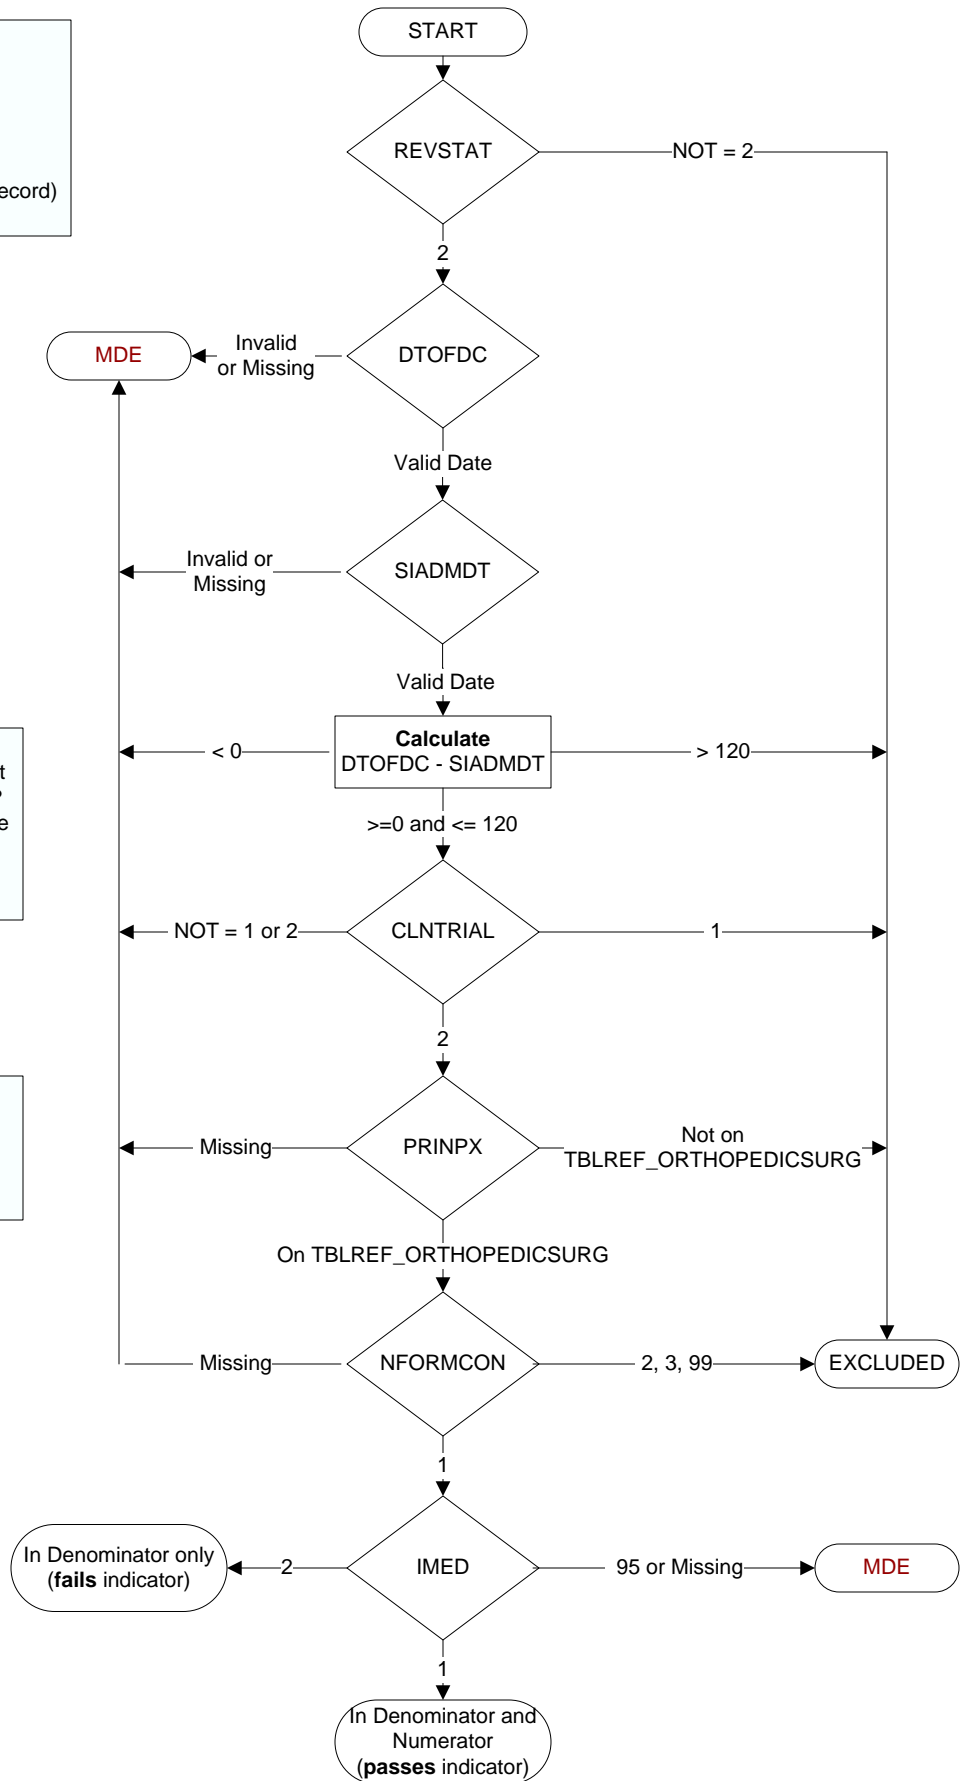 START
REVSTAT
NOT = 2
ecord)
2
MDE
Invalid
or Missing
DTOFDC
Valid Date
Invalid or
Missing
SIADMDT
Valid Date
Calculate
DTOFDC - SIADMDT
< 0
> 120
t
?
e
>=0 and <= 120
NOT = 1 or 2
CLNTRIAL
1
2
Missing
PRINPX
Not on
TBLREF_ORTHOPEDICSURG
On TBLREF_ORTHOPEDICSURG
Missing
NFORMCON
2, 3, 99
EXCLUDED
1
In Denominator only
(fails indicator)
2
IMED
95 or Missing
MDE
1
In Denominator and
Numerator
(passes indicator)